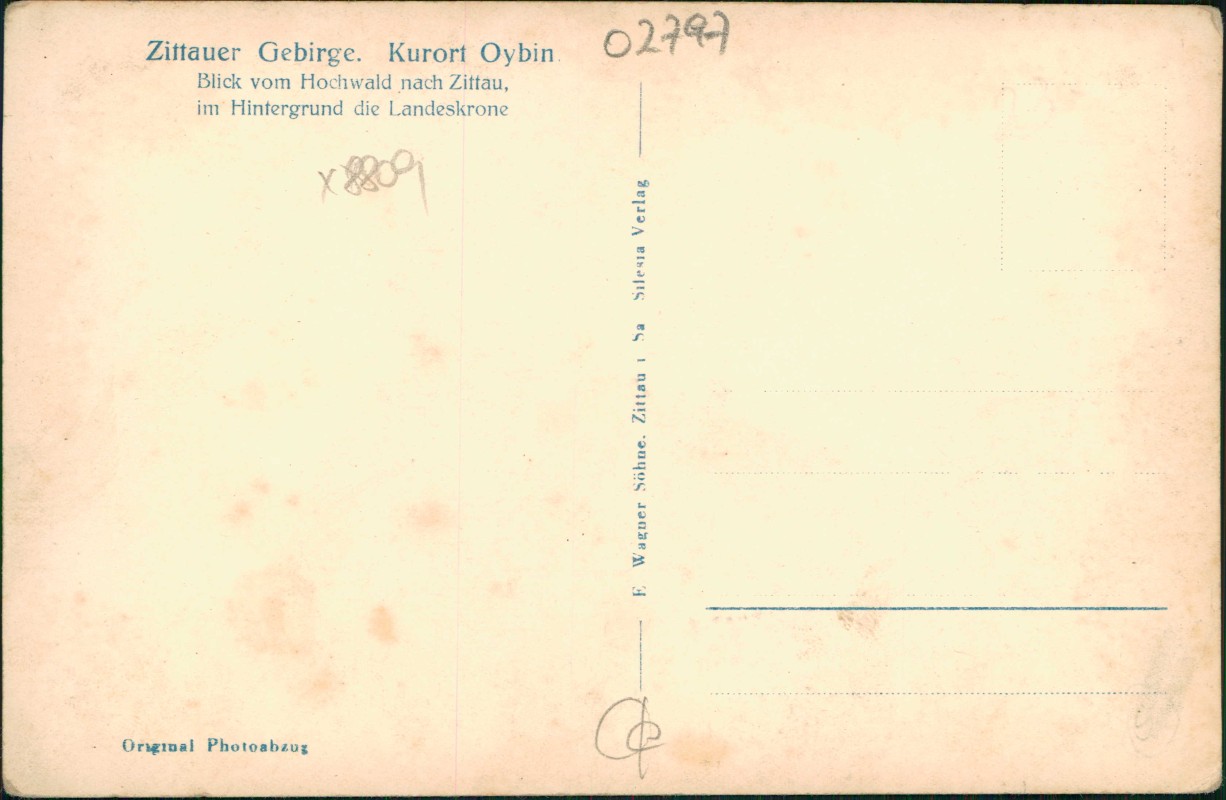 02797
Zittauer Gebirge. Kurort Oybin.
Blick vom Hochwald nach Zittau,
im Hintergrund die Landeskrone
E. Wagner Söhne. Zittau i Sa Silesia Verlag
Original Photoabzug